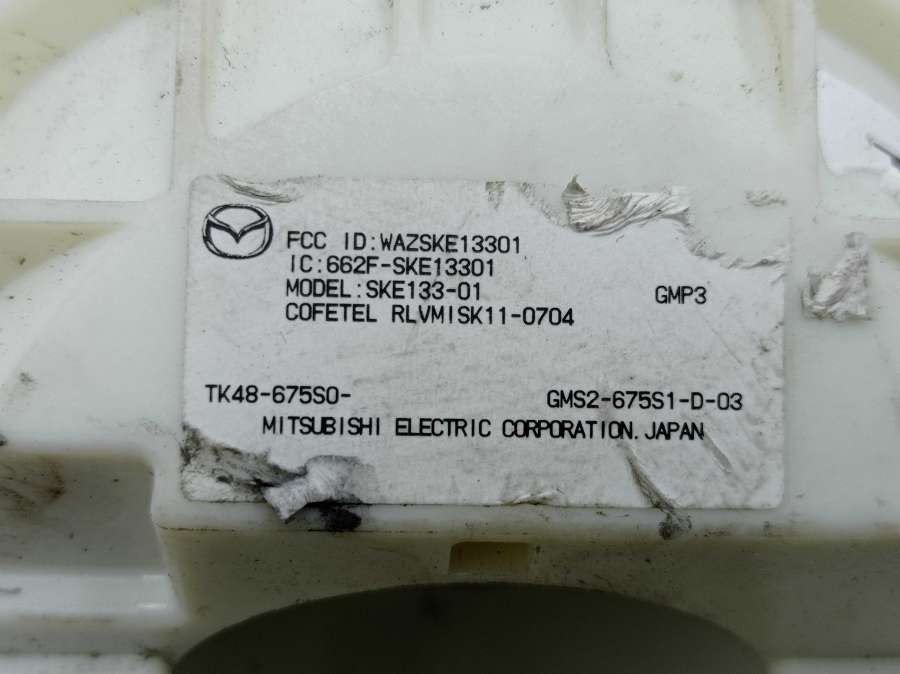 FCC ID:WAZSKE13301
IC:662F-SKE13301
MODEL:SKE133-01
GMP3
COFETEL RLVMISK11-0704
TK48-675S0-
GMS2-675S1-D-03
MITSUBISHI ELECTRIC CORPORATION. JAPAN